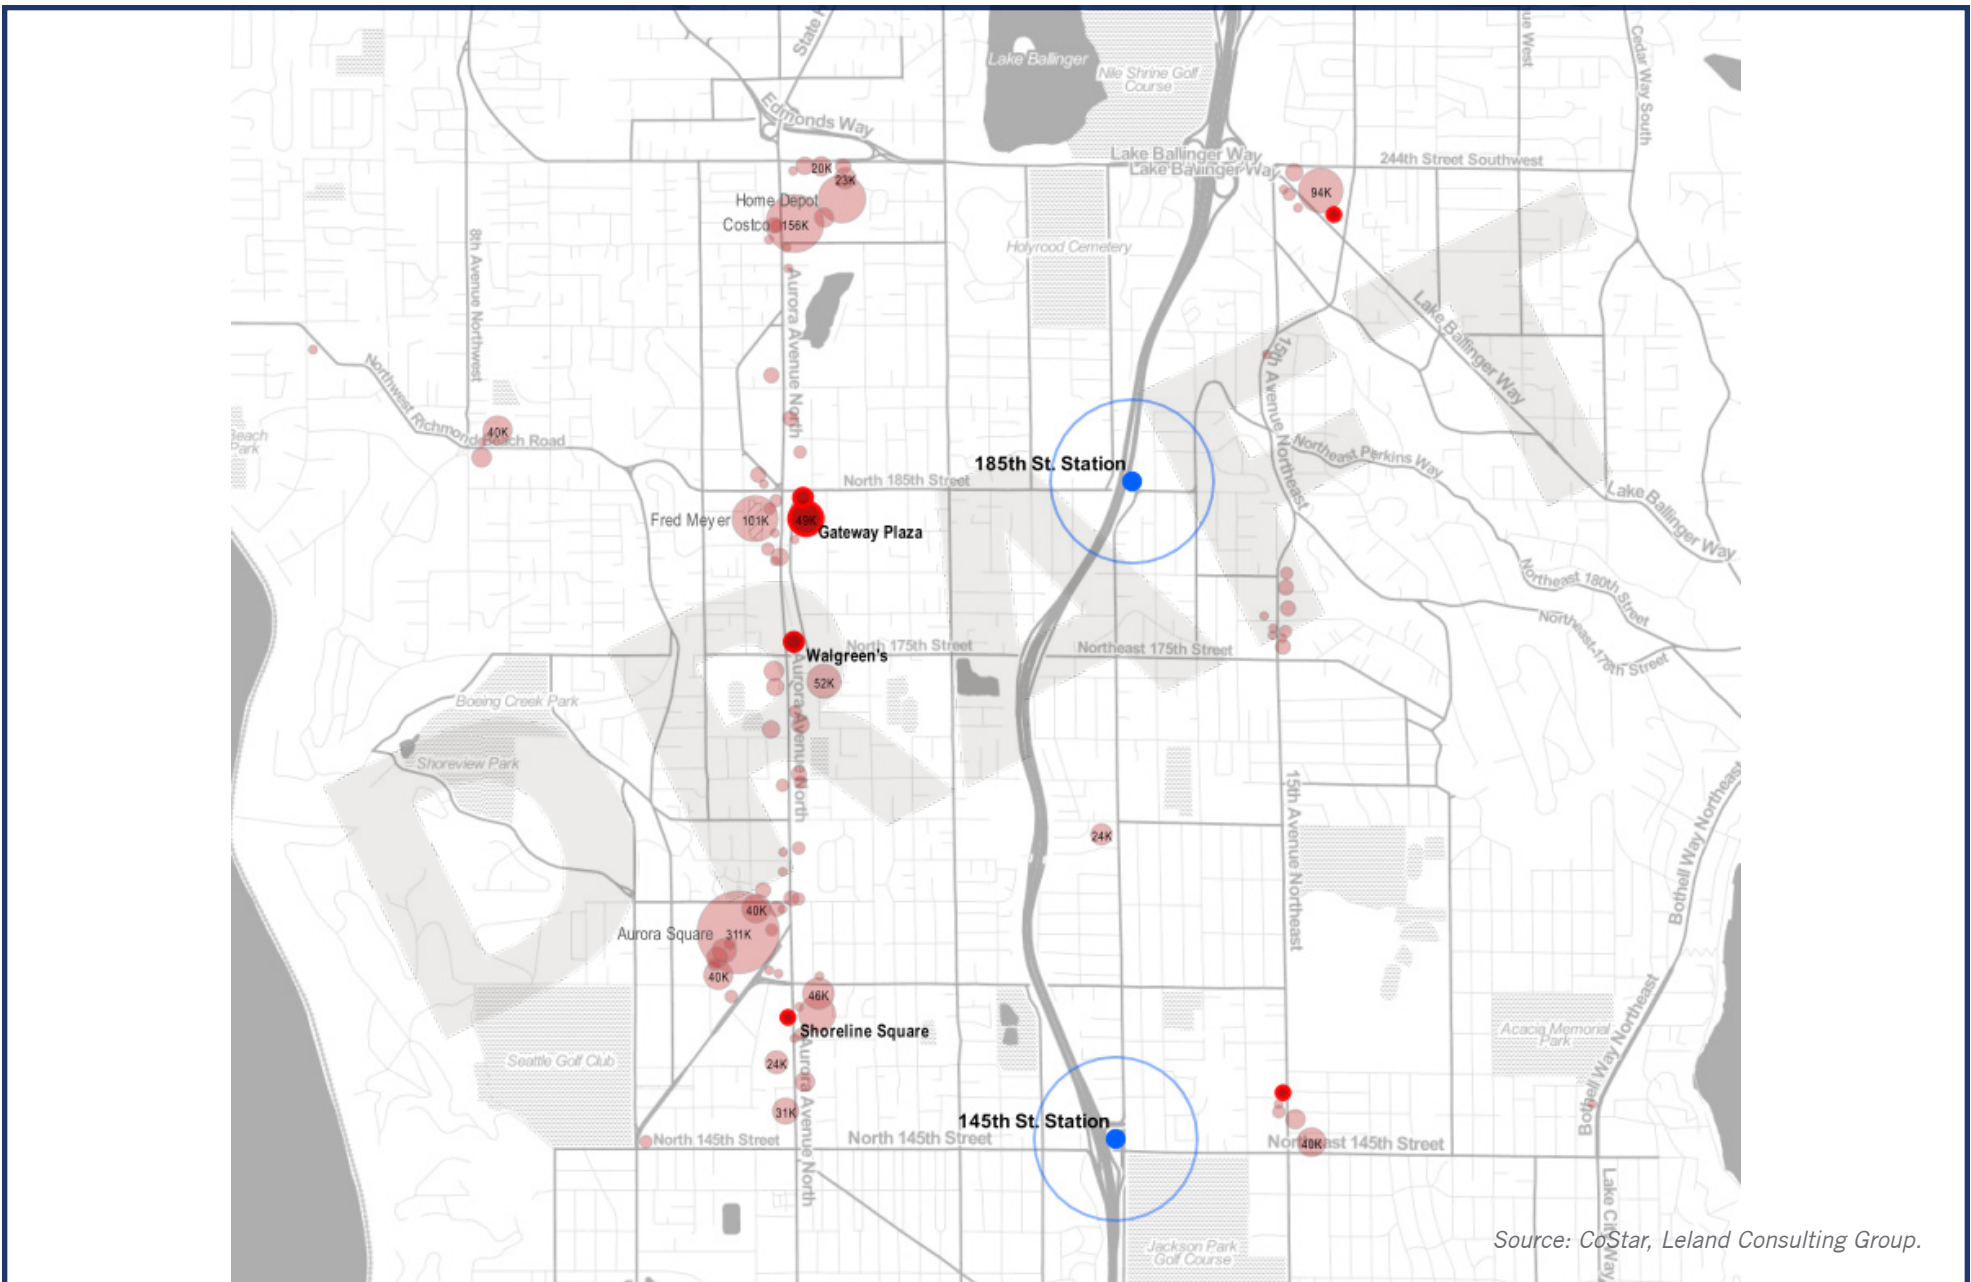 State
Lake Ballinger
Nile Shrine Golf
Course
Cedar Way South
Edmonds Way
Lake Ballinger Way
Lake Ballinger Way
244th Street Southwest
20K
23K
94K
Home Depot
Costco
156K
8th Avenue Northwest
Holyrood Cemetery
Aurora Avenue North
Lake Ballinger Way
15th Avenue Northeast
Northwest Richmond Beach Road
40K
Beach
Park
Northeast Perkins Way
185th St. Station
North 185th Street
Lake Ballinger Way
Fred Meyer
101K
49K
Gateway Plaza
Northeast 180th Street
Northeast 178th Street
North 175th Street
Northeast 175th Street
Walgreen's
52K
Aurora Avenue North
Boeing Creek Park
Shoreview Park
DRAFT
15th Avenue Northeast
Bothell Way Northeast
24K
40K
Aurora Square
311K
40K
46K
Shoreline Square
Acacia Memorial
Park
Bothell Way Northeast
Seattle Golf Club
24K
Aurora Avenue North
31K
145th St. Station
North 145th Street
North 145th Street
Northeast 145th Street
40K
Lake City Way
Jackson Park
Golf Course
Source: CoStar, Leland Consulting Group.